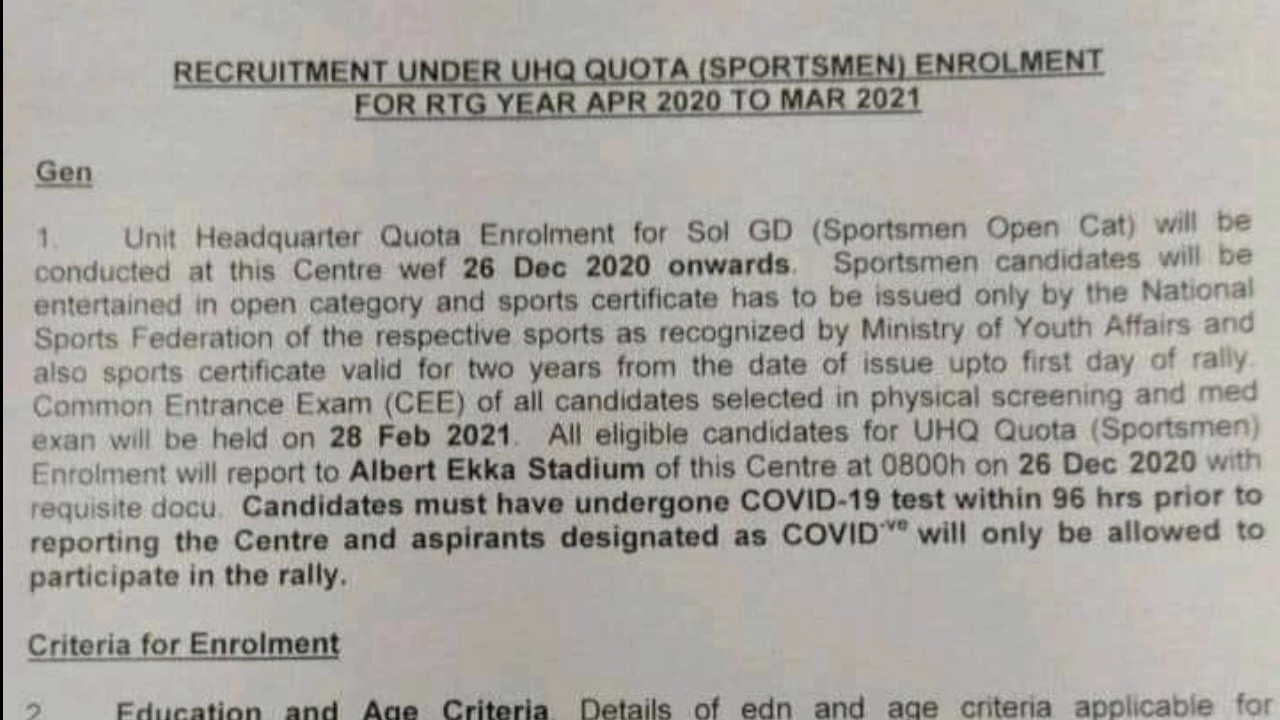 RECRUITMENT UNDER UHQ QUOTA (SPORTSMEN) ENROLMENT
FOR RTG YEAR APR 2020 TO MAR 2021
Gen
1. Unit Headquarter Quota Enrolment for Sol GD (Sportsmen Open Cat) will be
conducted at this Centre wef 26 Dec 2020 onwards. Sportsmen candidates will be
entertained in open category and sports certificate has to be issued only by the National
Sports Federation of the respective sports as recognized by Ministry of Youth Affairs and
also sports certificate valid for two years from the date of issue upto first day of rally.
Common Entrance Exam (CEE) of all candidates selected in physical screening and med
exan will be held on 28 Feb 2021. All eligible candidates for UHQ Quota (Sportsmen)
Enrolment will report to Albert Ekka Stadium of this Centre at 0800h on 26 Dec 2020 with
requisite docu. Candidates must have undergone COVID-19 test within 96 hrs prior to
reporting the Centre and aspirants designated as COVID-ve will only be allowed to
participate in the rally.
Criteria for Enrolment
2. Education and Age Criteria. Details of edn and age criteria applicable for